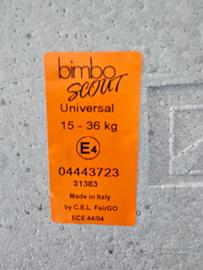 bimbo
SCOUT
Universal
15 - 36 kg
E4
04443723
31383
Made in Italy
by C.E.L. FairGO
ECE 44/04